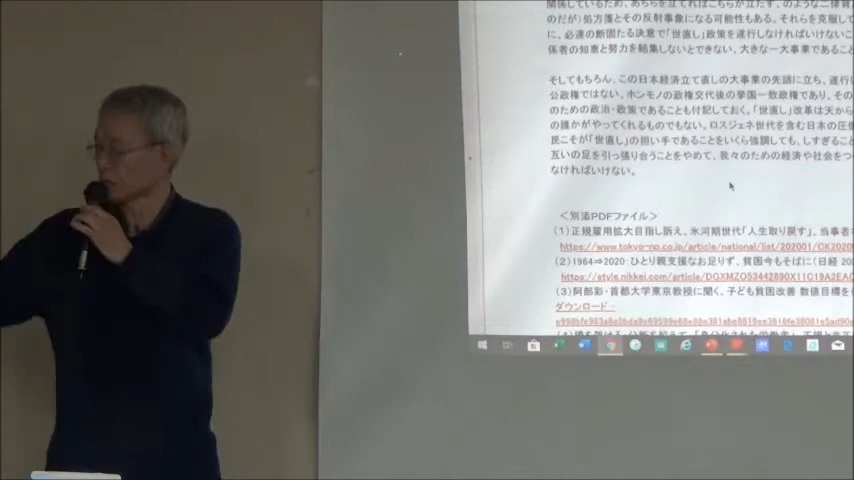 関係しているため、あちらを立てればこちらが立たず、のような二律背
のだが）処方箋とその反射事象になる可能性もある。それらを克服して
に、必達の断固たる決意で「世直し」政策を遂行しなければいけないこ
係者の知恵と努力を結集しないとできない、大きな一大事業であること
そしてもちろん、この日本経済立て直しの大事業の先頭に立ち、遂行し
公政権ではない。ホンモノの政権交代後の挙国一致政権であり、その
のための政治・政策であることも付記しておく。「世直し」改革は天から
の誰かがやってくれるものでもない。ロスジェネ世代を含む日本の圧倒
民こそが「世直し」の担い手であることをいくら強調しても、しすぎること
互いの足を引っ張り合うことをやめて、我々のための経済や社会をつ
なければいけない。
＜別添PDFファイル＞
（1）正規雇用拡大目指し訴え、氷河期世代「人生取り戻す」、当事者
https://www.tokyo-np.co.jp/article/national/list/202001/CK2020
（2）1964⇒2020：ひとり親支援なお足りず、貧困今もそばに（日経 20
https://style.nikkei.com/article/DGXMZO53442890X11C19A2EAC
（3）阿部彩・首都大学東京教授に聞く、子ども貧困改善 数値目標を
ダウンロード